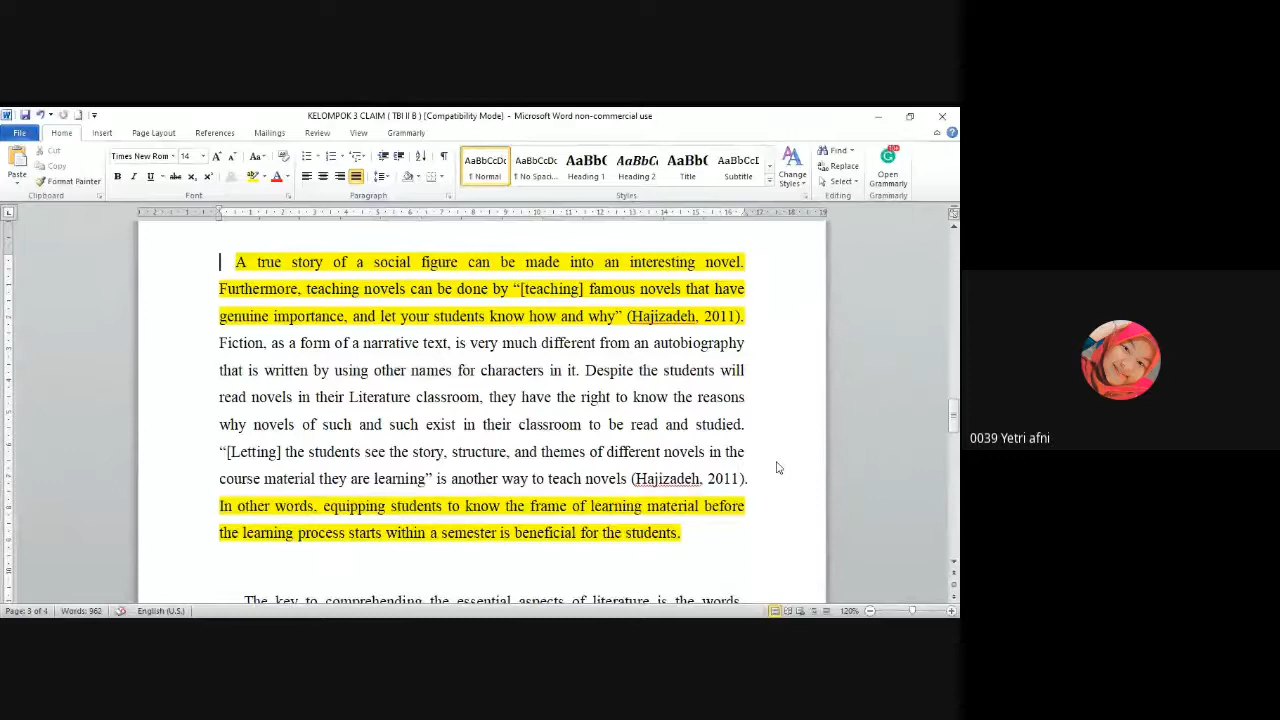 KELOMPOK 3 CLAIM ( TBI II B ) [Compatibility Mode] - Microsoft Word non-commercial use
File Home Insert Page Layout References Mailings Review View Grammarly
Paste Cut Copy Format Painter Clipboard
Times New Rom 14 Font
Paragraph
AaBbCcDc ¶ Normal AaBbCcDc ¶ No Spaci... AaBbC Heading 1 AaBbCc Heading 2 AaBbC Title AaBbCcI Subtitle Styles
Change Styles
Find Replace Select Editing
Open Grammarly Grammarly
A true story of a social figure can be made into an interesting novel.
Furthermore, teaching novels can be done by “[teaching] famous novels that have
genuine importance, and let your students know how and why” (Hajizadeh, 2011).
Fiction, as a form of a narrative text, is very much different from an autobiography
that is written by using other names for characters in it. Despite the students will
read novels in their Literature classroom, they have the right to know the reasons
why novels of such and such exist in their classroom to be read and studied.
“[Letting] the students see the story, structure, and themes of different novels in the
course material they are learning” is another way to teach novels (Hajizadeh, 2011).
In other words, equipping students to know the frame of learning material before
the learning process starts within a semester is beneficial for the students.
The key to comprehending the essential aspects of literature is the words,
Page: 3 of 4 Words: 962 English (U.S.) 120%
0039 Yetri afni